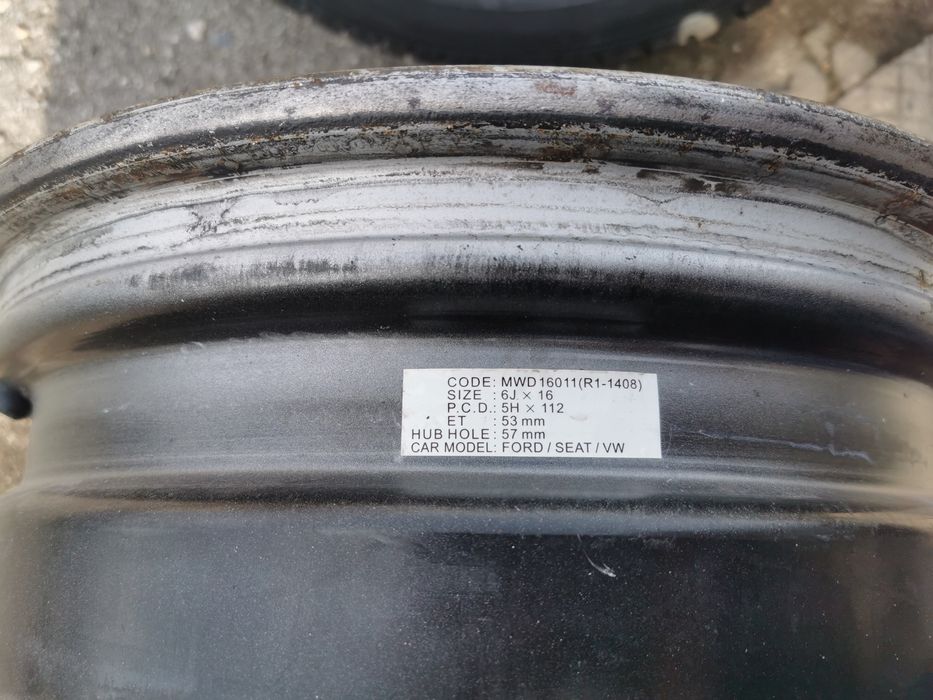 CODE: MWD16011(R1-1408)
SIZE : 6J × 16
P.C.D.: 5H × 112
ET : 53 mm
HUB HOLE : 57 mm
CAR MODEL: FORD / SEAT / VW